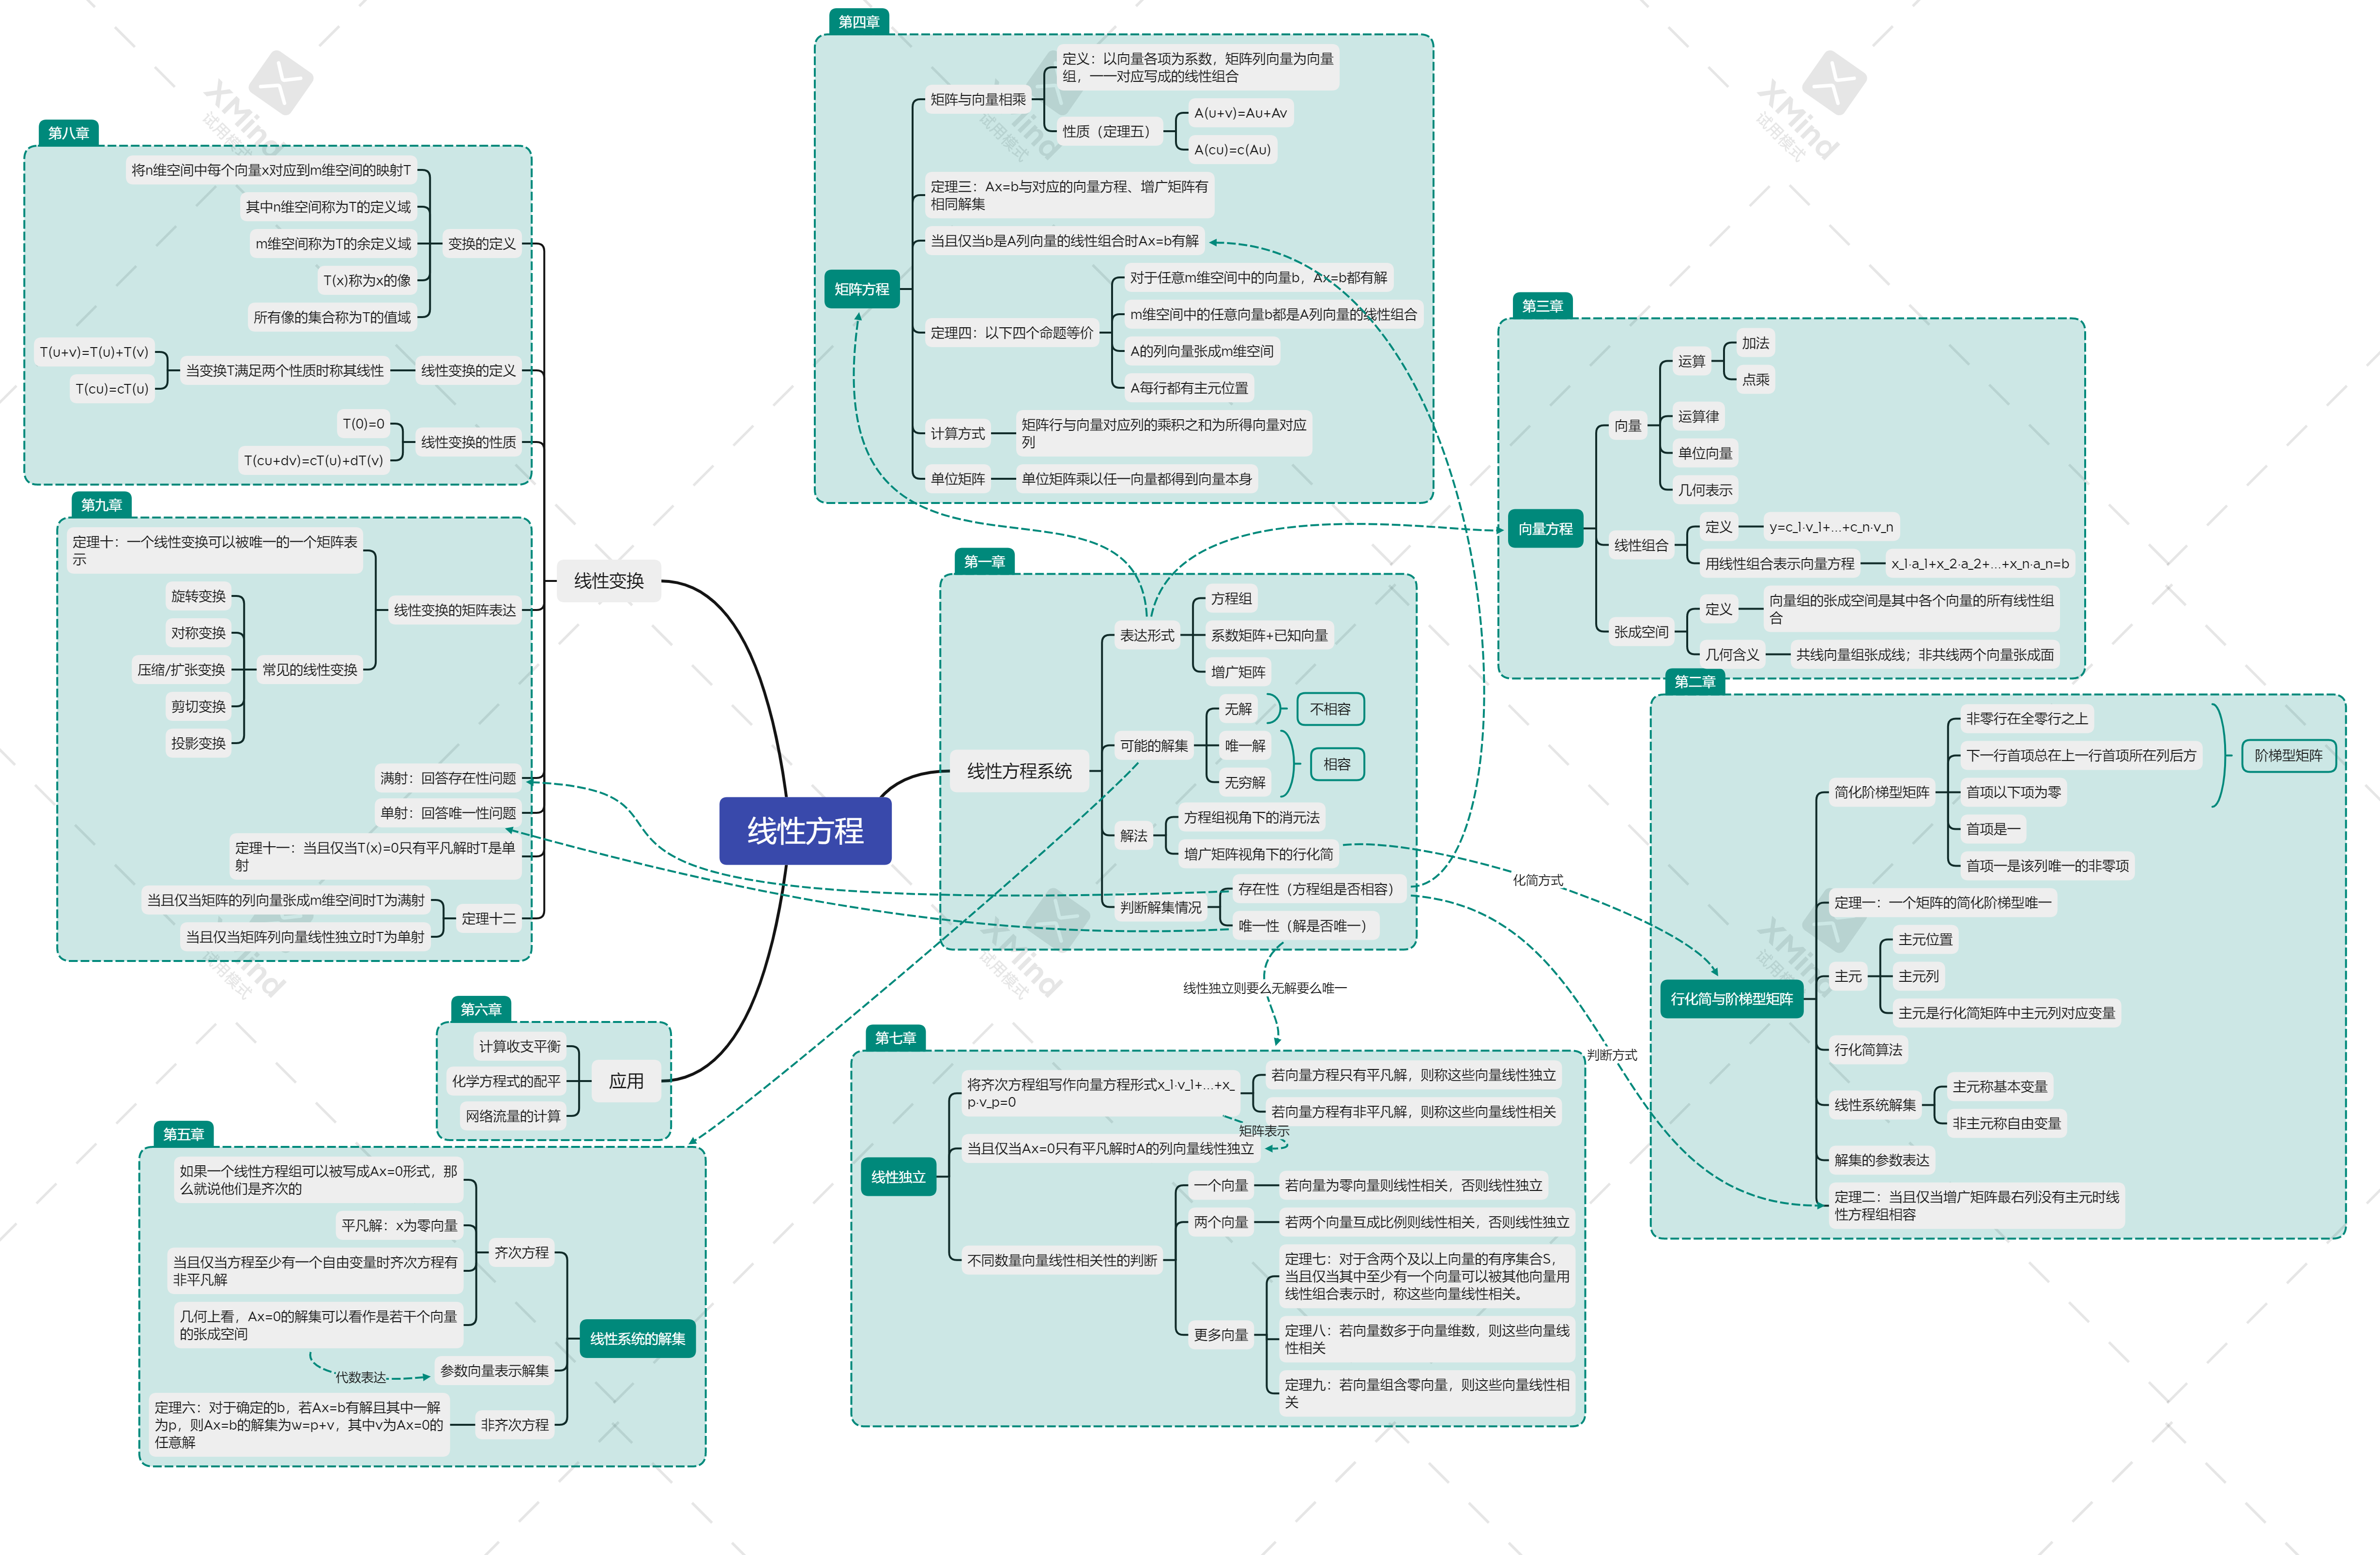 第四章
定义：以向量各项为系数，矩阵列向量为向量
组，一一对应写成的线性组合
矩阵与向量相乘
性质（定理五）
A(u+v)=Au+Av
A(cu)=c(Au)
定理三：Ax=b与对应的向量方程、增广矩阵有
相同解集
当且仅当b是A列向量的线性组合时Ax=b有解
矩阵方程
定理四：以下四个命题等价
对于任意m维空间中的向量b，Ax=b都有解
m维空间中的任意向量b都是A列向量的线性组合
A的列向量张成m维空间
A每行都有主元位置
计算方式
矩阵行与向量对应列的乘积之和为所得向量对应
列
单位矩阵
单位矩阵乘以任一向量都得到向量本身
第八章
将n维空间中每个向量x对应到m维空间的映射T
其中n维空间称为T的定义域
m维空间称为T的余定义域
T(x)称为x的像
所有像的集合称为T的值域
变换的定义
T(u+v)=T(u)+T(v)
T(cu)=cT(u)
当变换T满足两个性质时称其线性
线性变换的定义
T(0)=0
T(cu+dv)=cT(u)+dT(v)
线性变换的性质
第九章
定理十：一个线性变换可以被唯一的一个矩阵表
示
旋转变换
对称变换
压缩/扩张变换
剪切变换
投影变换
常见的线性变换
线性变换的矩阵表达
满射：回答存在性问题
单射：回答唯一性问题
定理十一：当且仅当T(x)=0只有平凡解时T是单
射
当且仅当矩阵的列向量张成m维空间时T为满射
当且仅当矩阵列向量线性独立时T为单射
定理十二
线性变换
线性方程
第三章
向量方程
向量
运算
加法
点乘
运算律
单位向量
几何表示
线性组合
定义
y=c_1·v_1+...+c_n·v_n
用线性组合表示向量方程
x_1·a_1+x_2·a_2+...+x_n·a_n=b
张成空间
定义
向量组的张成空间是其中各个向量的所有线性组
合
几何含义
共线向量组张成线；非共线两个向量张成面
第一章
线性方程系统
表达形式
方程组
系数矩阵+已知向量
增广矩阵
可能的解集
无解
不相容
唯一解
无穷解
相容
解法
方程组视角下的消元法
增广矩阵视角下的行化简
判断解集情况
存在性（方程组是否相容）
唯一性（解是否唯一）
化简方式
判断方式
线性独立则要么无解要么唯一
第二章
行化简与阶梯型矩阵
简化阶梯型矩阵
非零行在全零行之上
下一行首项总在上一行首项所在列后方
首项以下项为零
首项是一
首项一是该列唯一的非零项
阶梯型矩阵
定理一：一个矩阵的简化阶梯型唯一
主元
主元位置
主元列
主元是行化简矩阵中主元列对应变量
行化简算法
线性系统解集
主元称基本变量
非主元称自由变量
解集的参数表达
定理二：当且仅当增广矩阵最右列没有主元时线
性方程组相容
第六章
计算收支平衡
化学方程式的配平
网络流量的计算
应用
第五章
如果一个线性方程组可以被写成Ax=0形式，那
么就说他们是齐次的
平凡解：x为零向量
当且仅当方程至少有一个自由变量时齐次方程有
非平凡解
几何上看，Ax=0的解集可以看作是若干个向量
的张成空间
齐次方程
代数表达
参数向量表示解集
定理六：对于确定的b，若Ax=b有解且其中一解
为p，则Ax=b的解集为w=p+v，其中v为Ax=0的
任意解
非齐次方程
线性系统的解集
第七章
线性独立
将齐次方程组写作向量方程形式x_1·v_1+...+x_
p·v_p=0
若向量方程只有平凡解，则称这些向量线性独立
若向量方程有非平凡解，则称这些向量线性相关
矩阵表示
当且仅当Ax=0只有平凡解时A的列向量线性独立
不同数量向量线性相关性的判断
一个向量
若向量为零向量则线性相关，否则线性独立
两个向量
若两个向量互成比例则线性相关，否则线性独立
更多向量
定理七：对于含两个及以上向量的有序集合S，
当且仅当其中至少有一个向量可以被其他向量用
线性组合表示时，称这些向量线性相关。
定理八：若向量数多于向量维数，则这些向量线
性相关
定理九：若向量组含零向量，则这些向量线性相
关
XMind
试用模式
XMind
试用模式
XMind
试用模式
XMind
试用模式
XMind
试用模式
XMind
试用模式